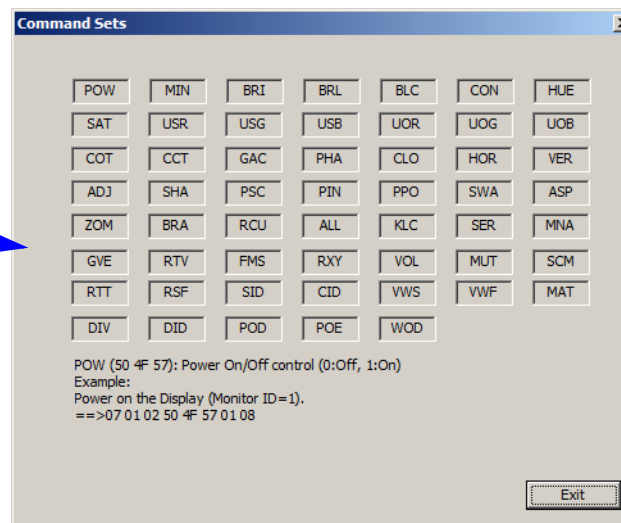 Command Sets
POW MIN BRI BRL BLC CON HUE
SAT USR USG USB UOR UOG UOB
COT CCT GAC PHA CLO HOR VER
ADJ SHA PSC PIN PPO SWA ASP
ZOM BRA RCU ALL KLC SER MNA
GVE RTV FMS RXY VOL MUT SCM
RTT RSF SID CID VWS VWF MAT
DIV DID POD POE WOD
POW (50 4F 57): Power On/Off control (0:Off, 1:On)
Example:
Power on the Display (Monitor ID=1).
==>07 01 02 50 4F 57 01 08
Exit